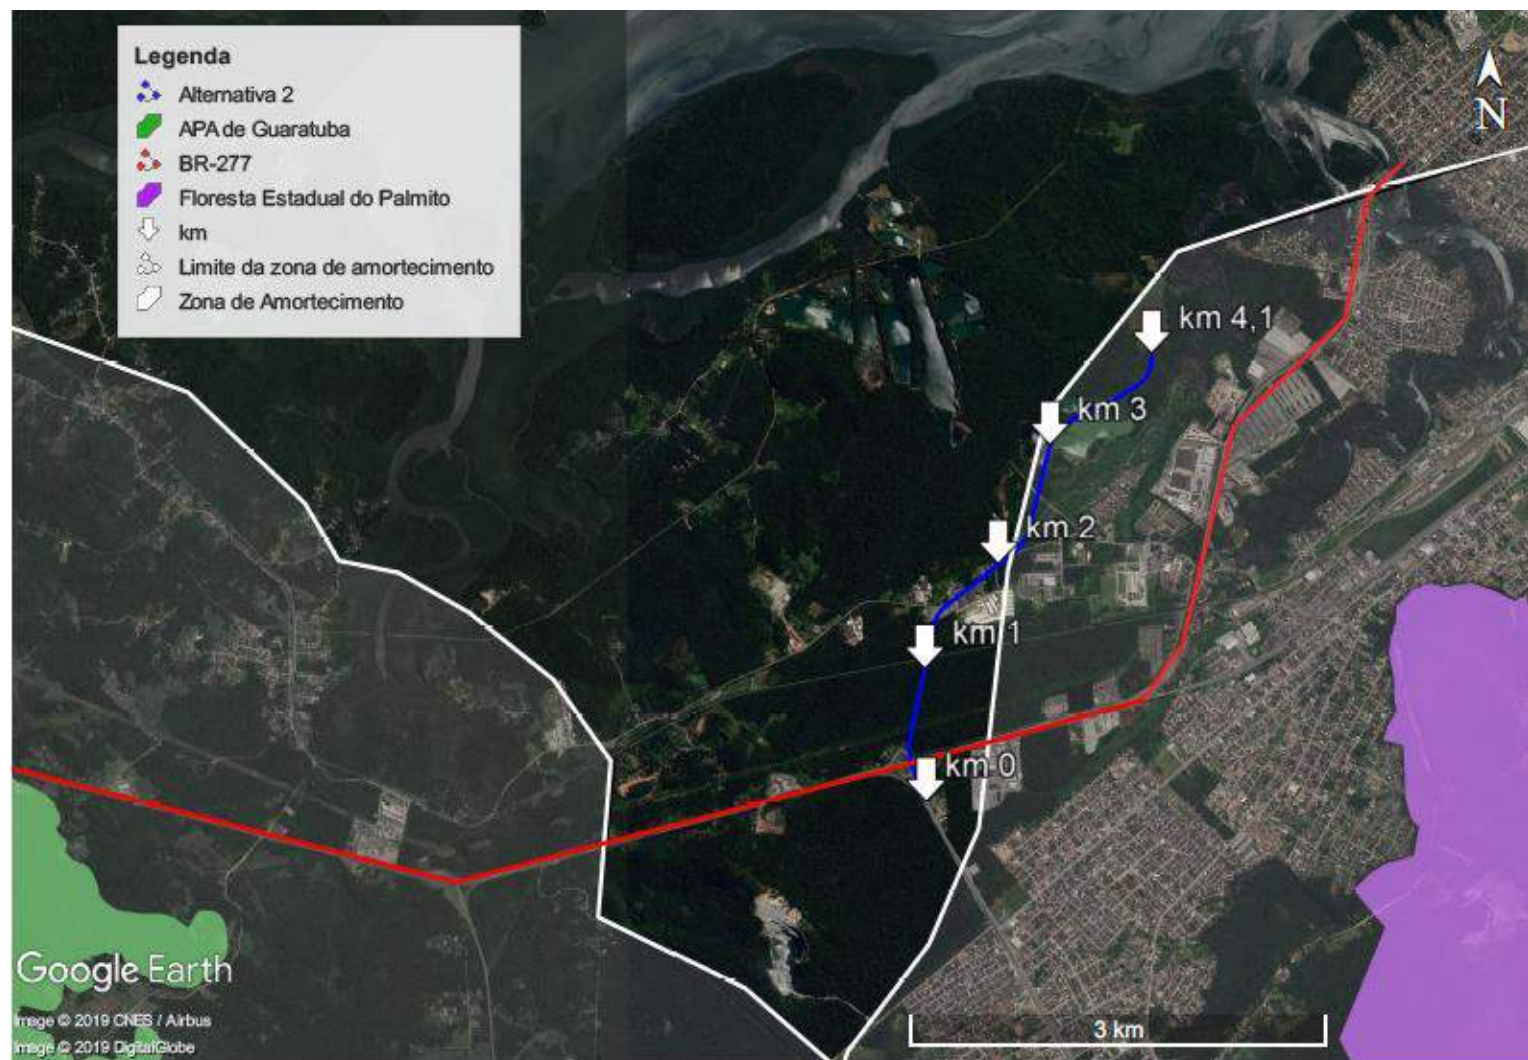 Legenda
Alternativa 2
APA de Guaratuba
BR-277
Floresta Estadual do Palmito
km
Limite da zona de amortecimento
Zona de Amortecimento
N
km 4,1
km 3
km 2
km 1
km 0
Google Earth
Image © 2019 CNES / Airbus
Image © 2019 DigitalGlobe
3 km